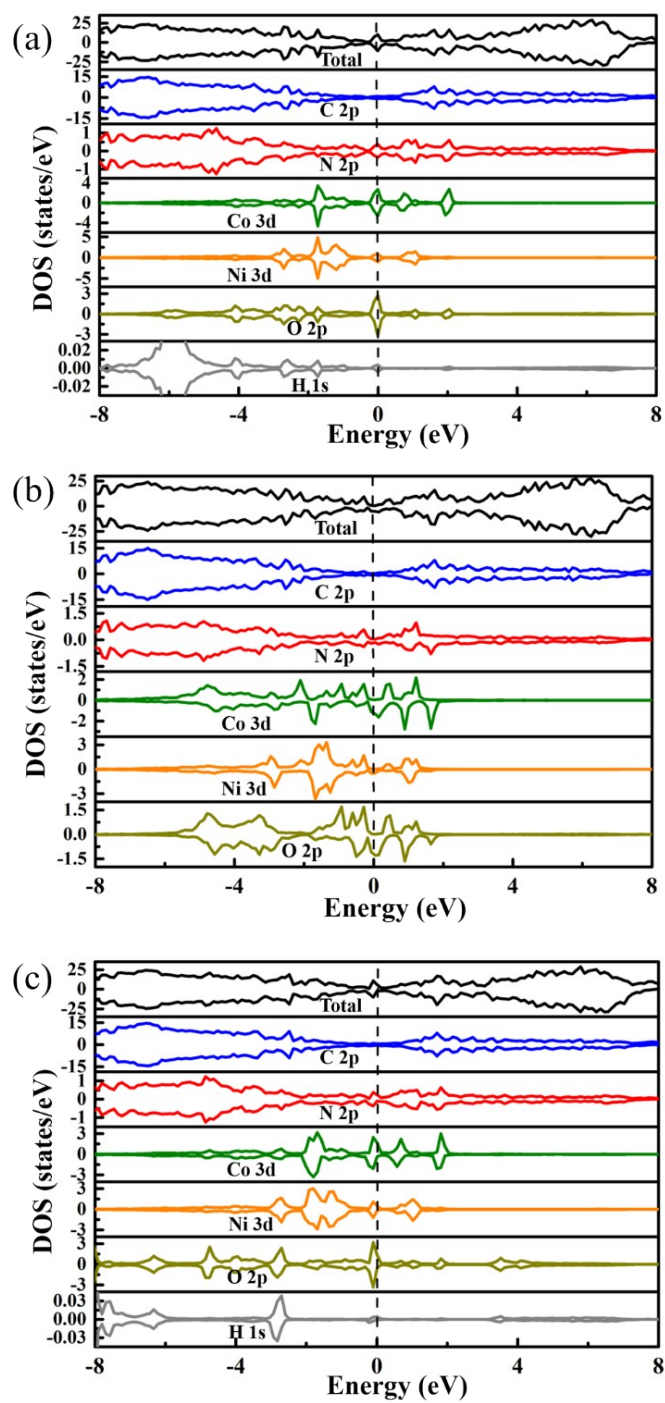 (a)
DOS (states/eV)
25
0
-25
Total
15
0
-15
C 2p
1
0
-1
N 2p
4
0
-4
Co 3d
5
0
-5
Ni 3d
3
0
-3
O 2p
0.02
0.00
-0.02
H 1s
-8 -4 0 4 8
Energy (eV)
(b)
DOS (states/eV)
25
0
-25
Total
15
0
-15
C 2p
1.5
0.0
-1.5
N 2p
2
0
-2
Co 3d
3
0
-3
Ni 3d
1.5
0.0
-1.5
O 2p
-8 -4 0 4 8
Energy (eV)
(c)
DOS (states/eV)
25
0
-25
Total
15
0
-15
C 2p
1
0
-1
N 2p
3
0
-3
Co 3d
3
0
-3
Ni 3d
3
0
-3
O 2p
0.03
0.00
-0.03
H 1s
-8 -4 0 4 8
Energy (eV)